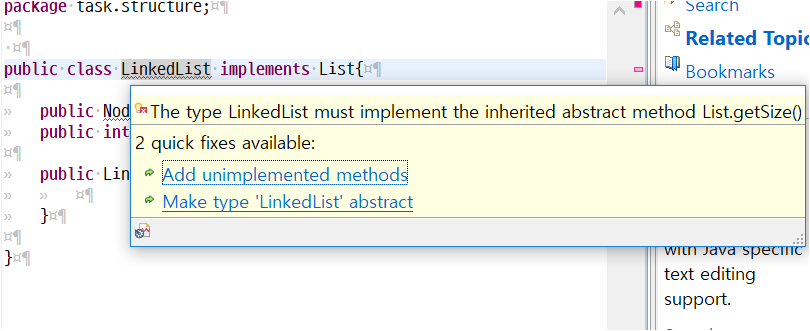 package task.structure;
public class LinkedList implements List{
public Nod
public int
public Lin
}
}
The type LinkedList must implement the inherited abstract method List.getSize()
2 quick fixes available:
Add unimplemented methods
Make type 'LinkedList' abstract
Search
Related Topic
Bookmarks
with Java specific
text editing
support.